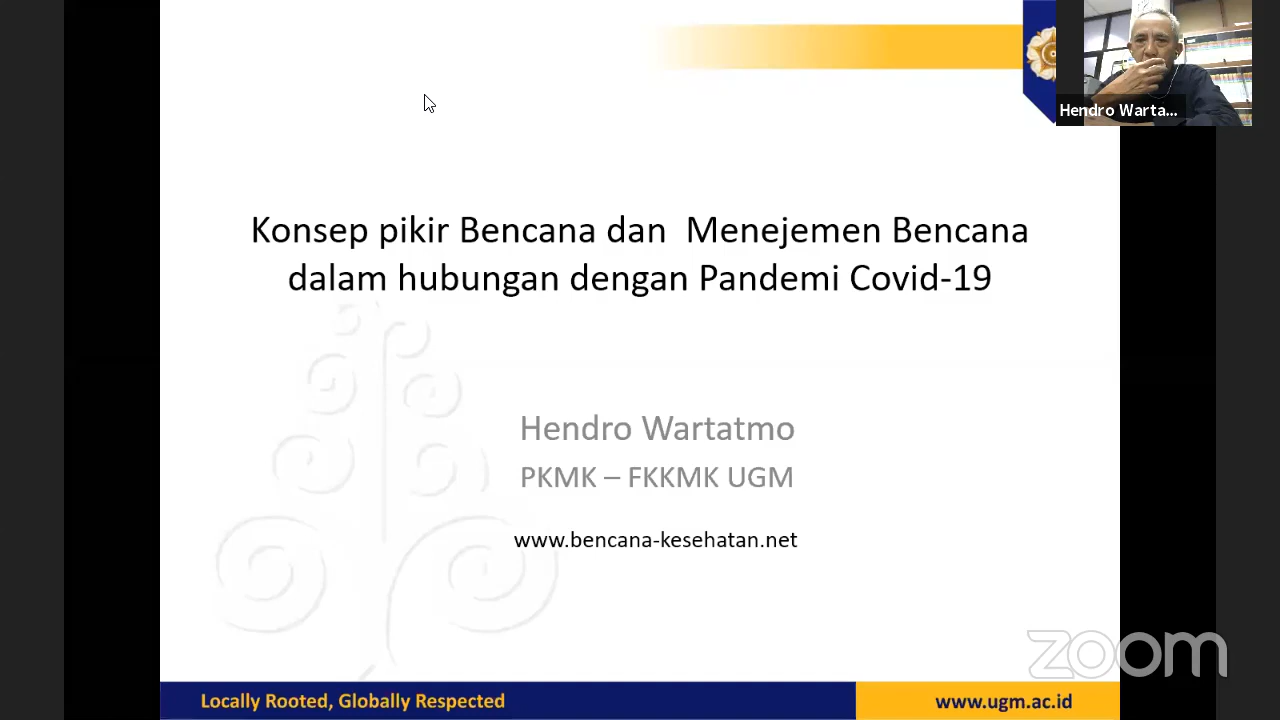 Hendro Warta...
Konsep pikir Bencana dan Menejemen Bencana
dalam hubungan dengan Pandemi Covid-19
Hendro Wartatmo
PKMK – FKKMK UGM
www.bencana-kesehatan.net
zoom
Locally Rooted, Globally Respected
www.ugm.ac.id